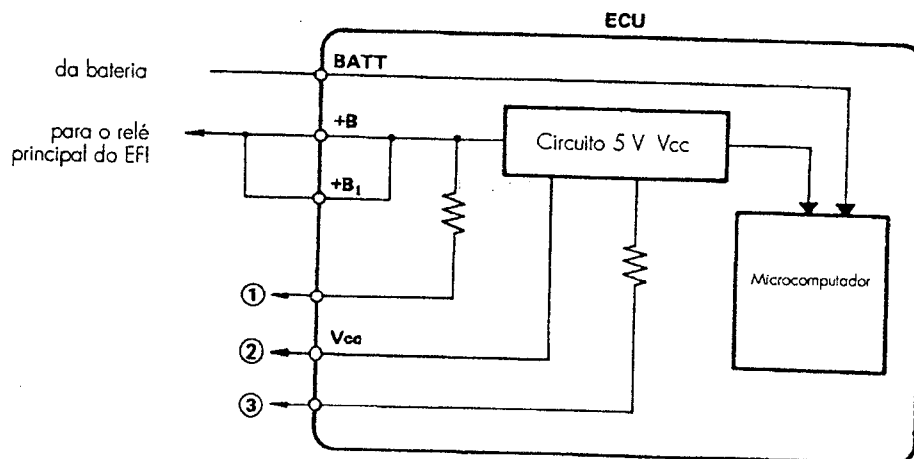 ECU
da bateria
BATT
para o relé
principal do EFI
+B
+B1
Circuito 5 V Vcc
Microcomputador
①
②
Vcc
③